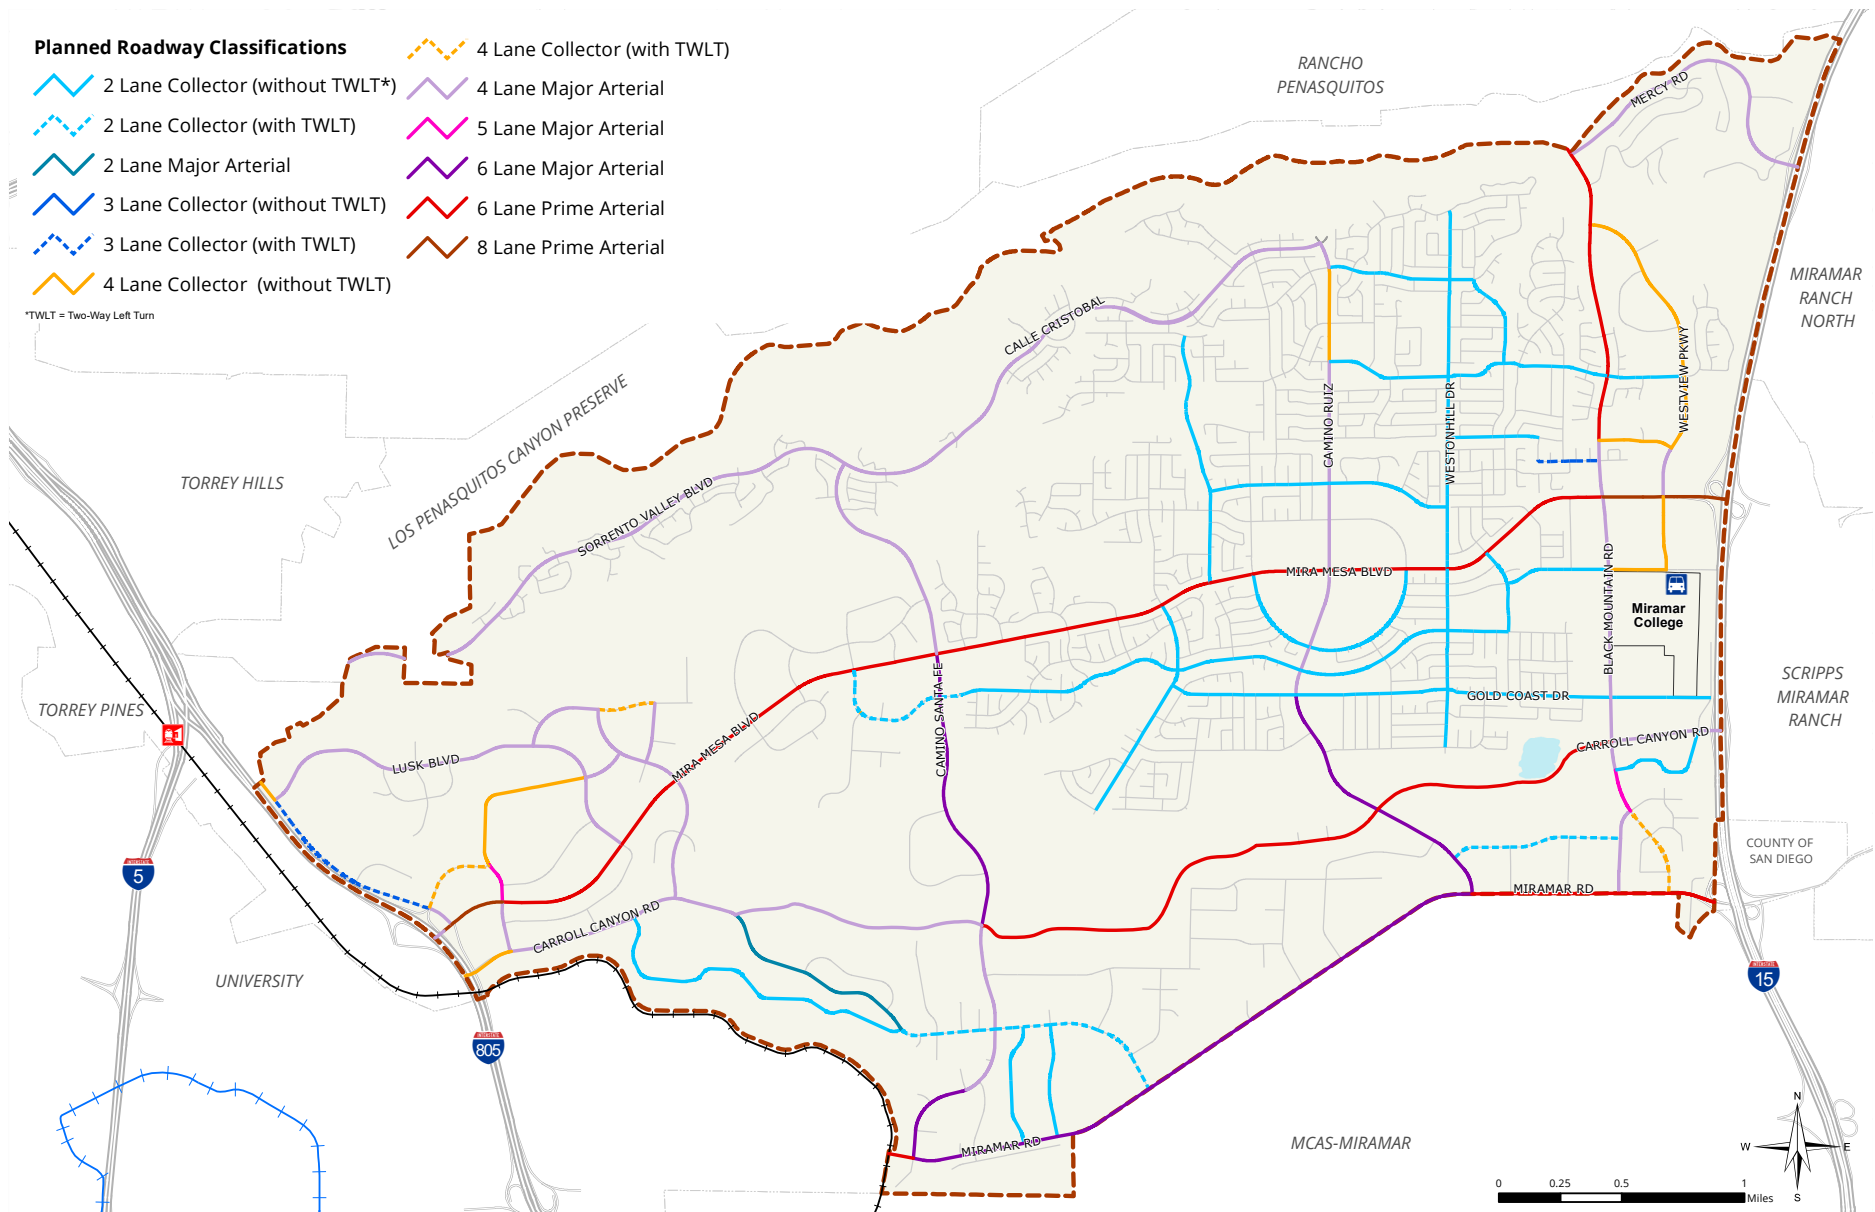 Planned Roadway Classifications
2 Lane Collector (without TWLT*)
2 Lane Collector (with TWLT)
2 Lane Major Arterial
3 Lane Collector (without TWLT)
3 Lane Collector (with TWLT)
4 Lane Collector (without TWLT)
*TWLT = Two-Way Left Turn
4 Lane Collector (with TWLT)
4 Lane Major Arterial
5 Lane Major Arterial
6 Lane Major Arterial
6 Lane Prime Arterial
8 Lane Prime Arterial
RANCHO
PENASQUITOS
MERCY RD
MIRAMAR
RANCH
NORTH
CALLE CRISTOBAL
WESTVIEW PKWY
LOS PENASQUITOS CANYON PRESERVE
CAMINO RUIZ
WESTONHILL DR
TORREY HILLS
SORRENTO VALLEY BLVD
MIRA MESA BLVD
BLACK MOUNTAIN RD
Miramar
College
TORREY PINES
SCRIPPS
MIRAMAR
RANCH
CAMINO SANTA FE
GOLD COAST DR
CARROLL CANYON RD
LUSK BLVD
MIRA MESA BLVD
COUNTY OF
SAN DIEGO
INTERSTATE
5
MIRAMAR RD
CARROLL CANYON RD
UNIVERSITY
INTERSTATE
15
INTERSTATE
805
MIRAMAR RD
MCAS-MIRAMAR
N
W
E
S
0
0.25
0.5
1
Miles